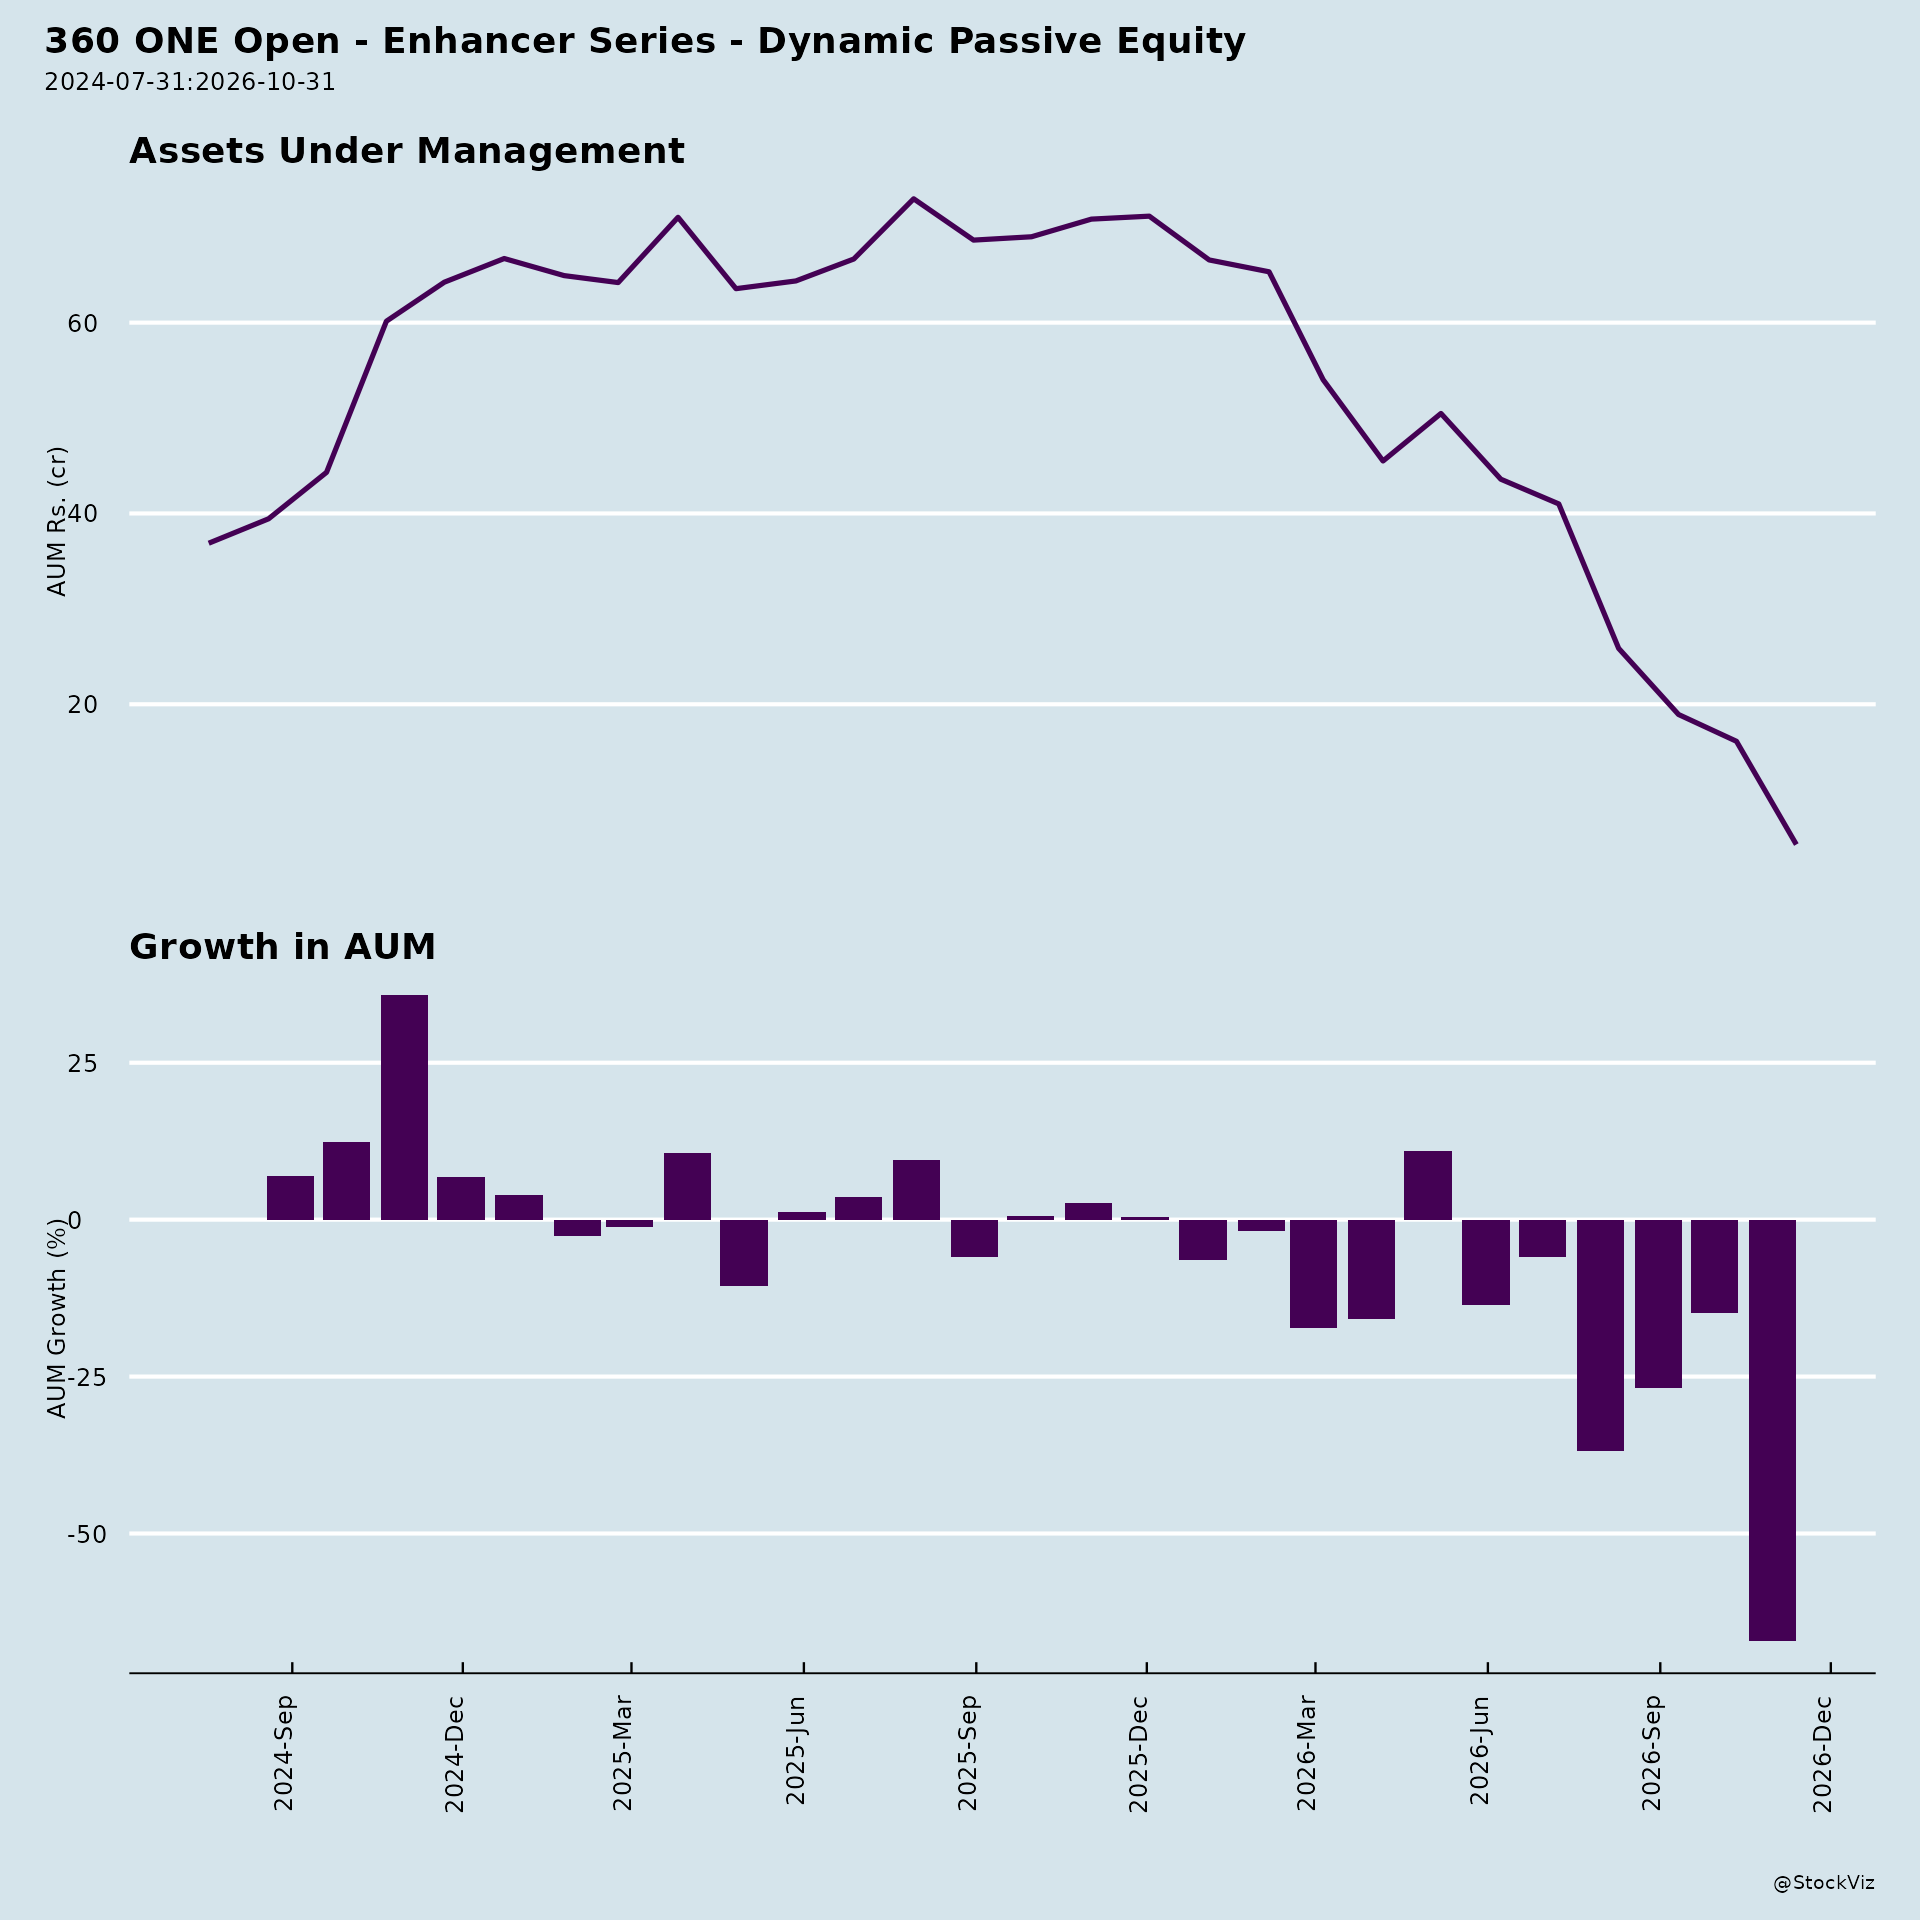 360 ONE Open - Enhancer Series - Dynamic Passive Equity
2024-07-31:2026-10-31
Assets Under Management
AUM Rs. (cr)
60
40
20
Growth in AUM
AUM Growth (%)
25
0
-25
-50
2024-Sep
2024-Dec
2025-Mar
2025-Jun
2025-Sep
2025-Dec
2026-Mar
2026-Jun
2026-Sep
2026-Dec
@StockViz